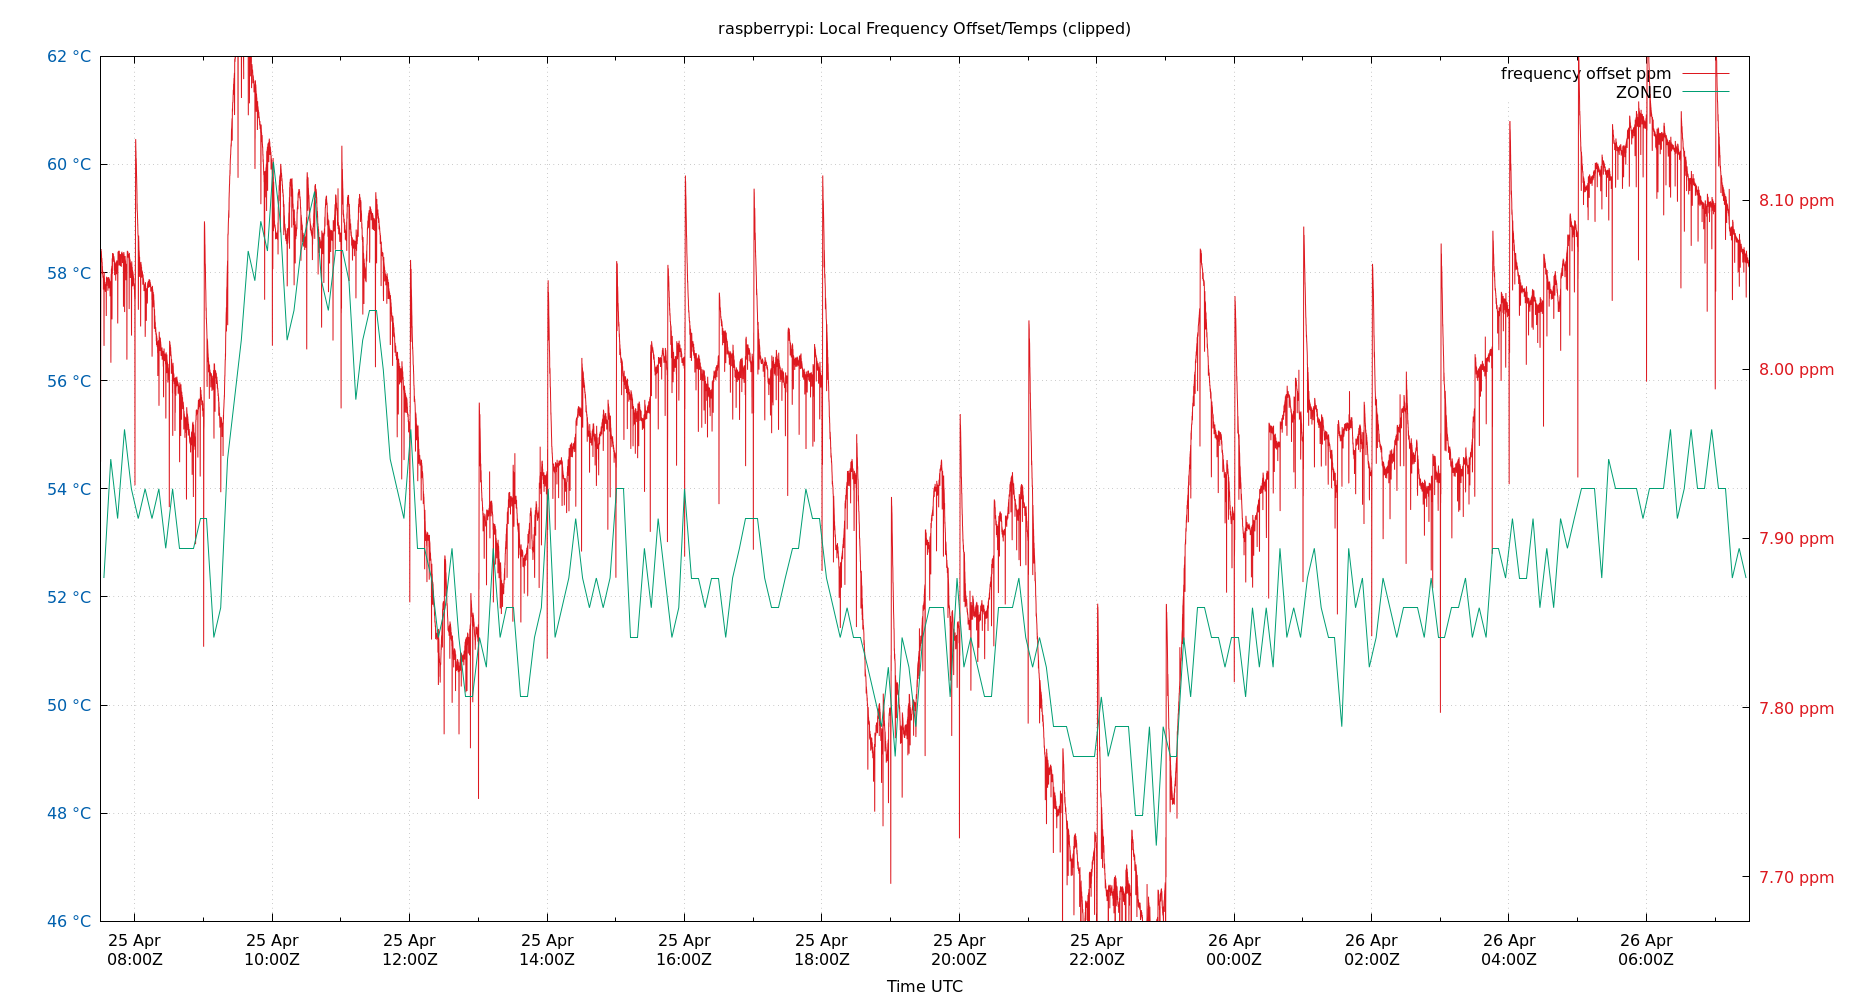 raspberrypi: Local Frequency Offset/Temps (clipped)
62 °C
60 °C
58 °C
56 °C
54 °C
52 °C
50 °C
48 °C
46 °C
frequency offset ppm
ZONE0
8.10 ppm
8.00 ppm
7.90 ppm
7.80 ppm
7.70 ppm
25 Apr
08:00Z
25 Apr
10:00Z
25 Apr
12:00Z
25 Apr
14:00Z
25 Apr
16:00Z
25 Apr
18:00Z
25 Apr
20:00Z
25 Apr
22:00Z
26 Apr
00:00Z
26 Apr
02:00Z
26 Apr
04:00Z
26 Apr
06:00Z
Time UTC